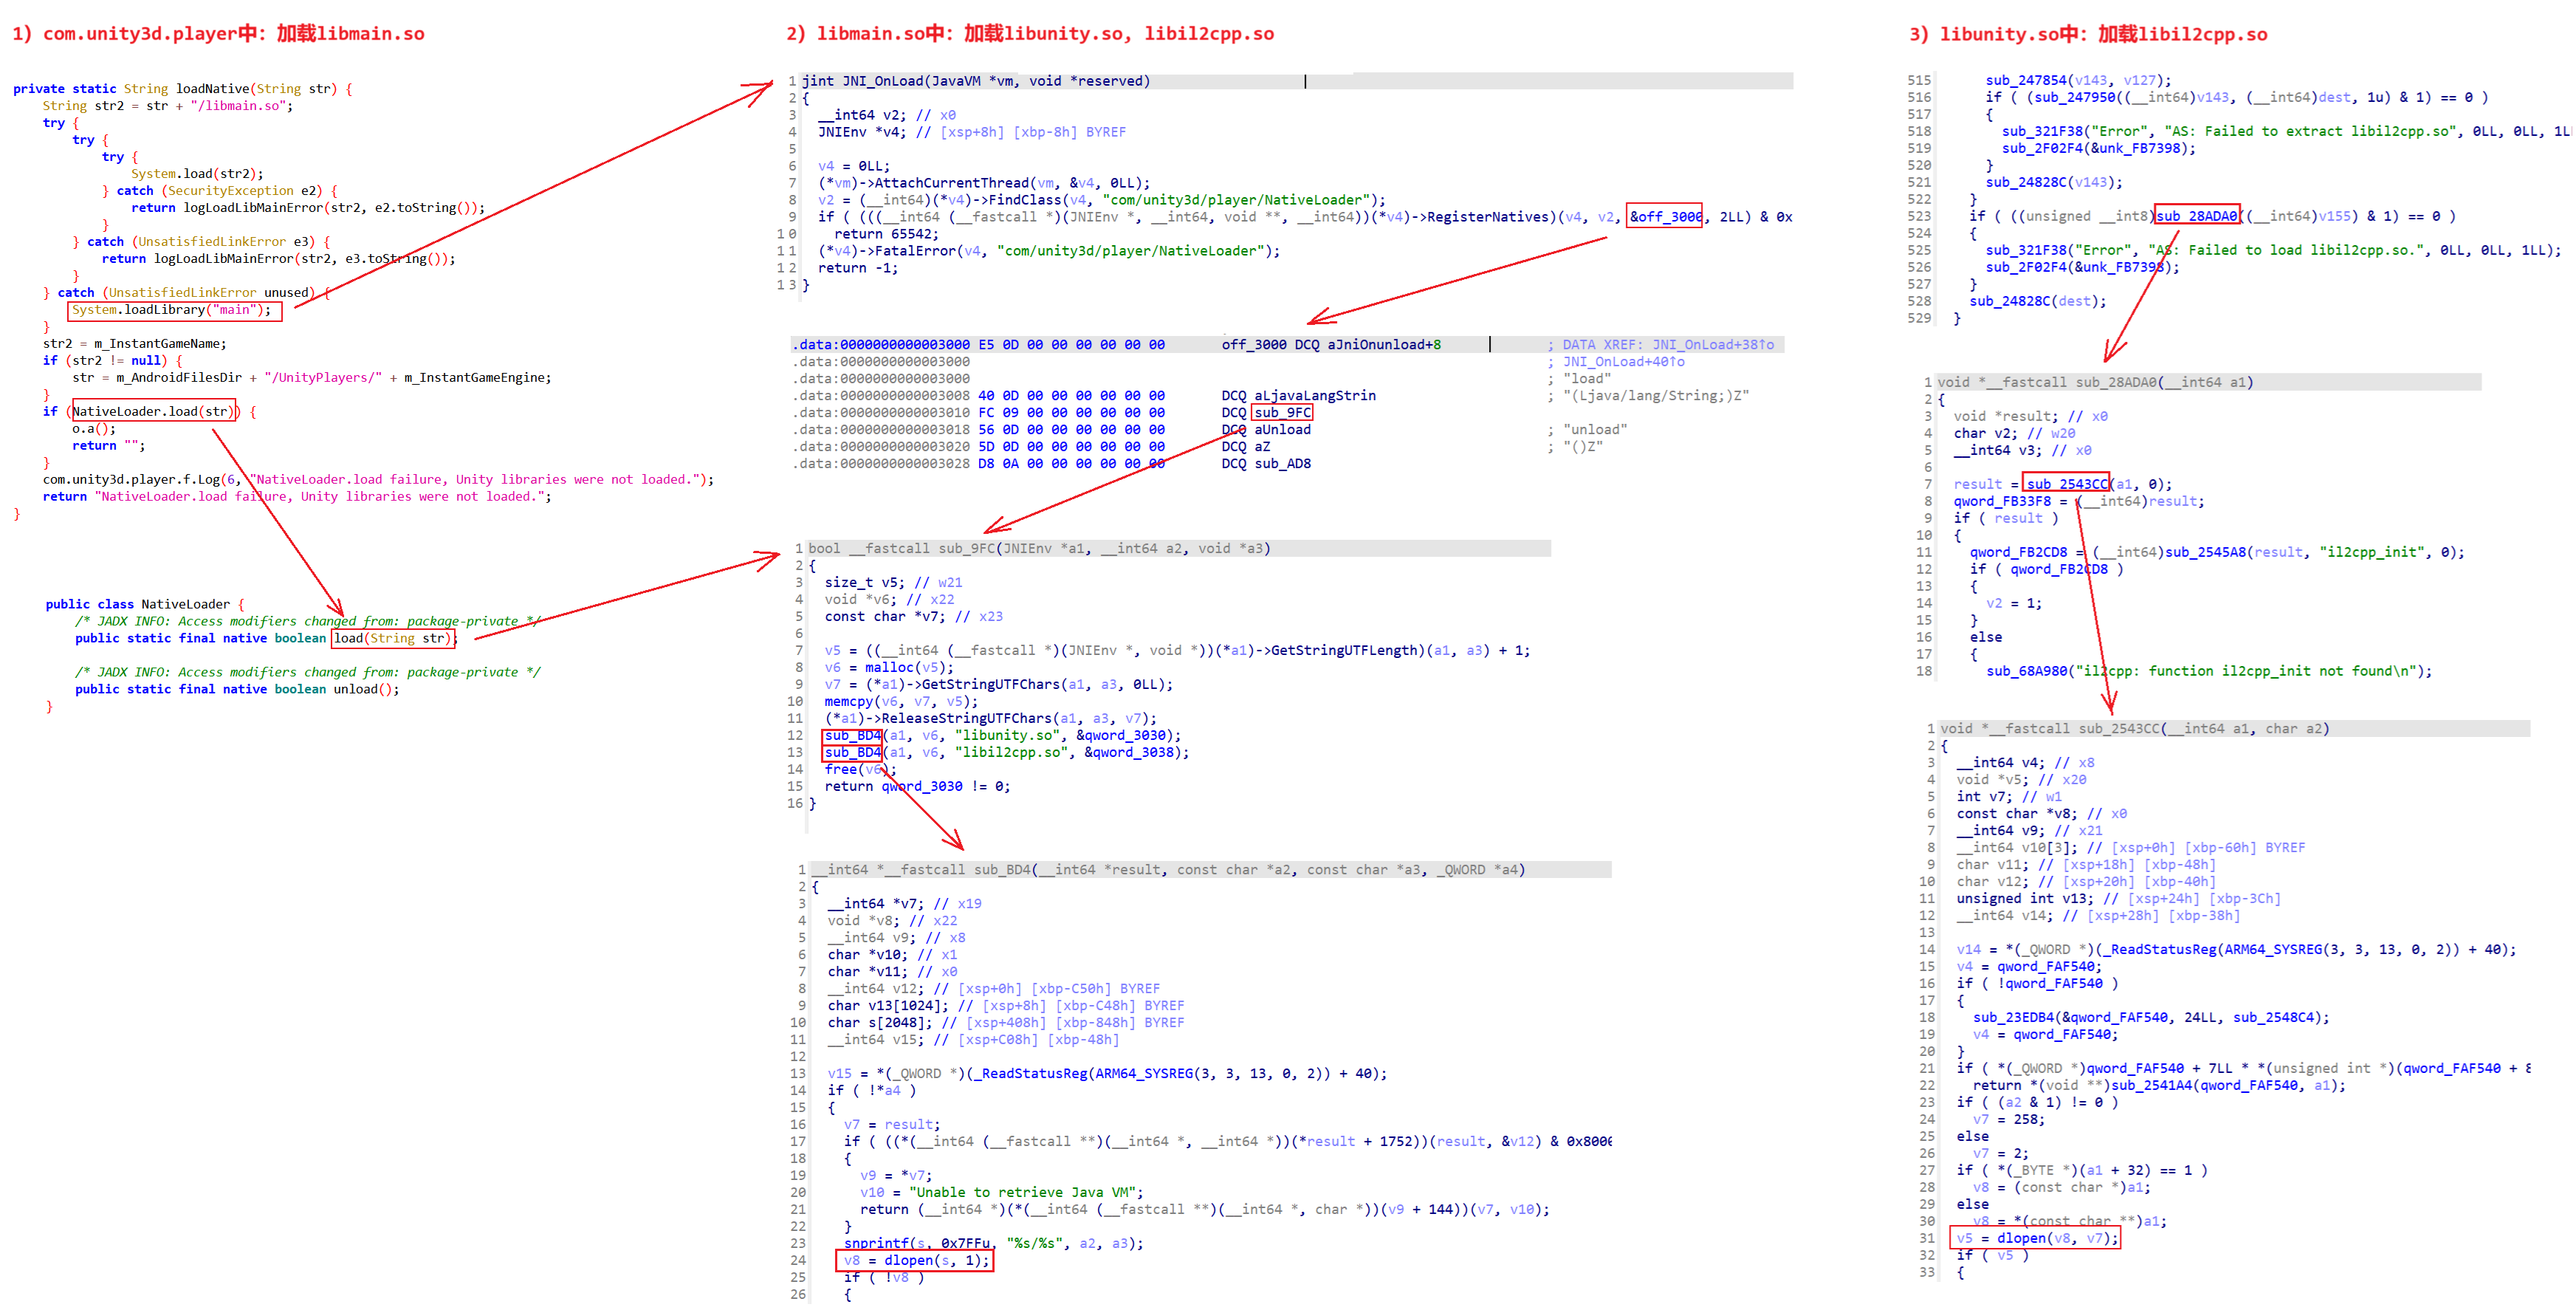 1) com.unity3d.player中: 加载libmain.so
private static String loadNative(String str) {
    String str2 = str + "/libmain.so";
    try {
        try {
            try {
                System.load(str2);
            } catch (SecurityException e2) {
                return logLoadLibMainError(str2, e2.toString());
            }
        } catch (UnsatisfiedLinkError e3) {
            return logLoadLibMainError(str2, e3.toString());
        }
    } catch (UnsatisfiedLinkError unused) {
        System.loadLibrary("main");
    }
    str2 = m_InstantGameName;
    if (str2 != null) {
        str = m_AndroidFilesDir + "/UnityPlayers/" + m_InstantGameEngine;
    }
    if (NativeLoader.load(str)) {
        o.a();
        return "";
    }
    com.unity3d.player.f.Log(6, "NativeLoader.load failure, Unity libraries were not loaded.");
    return "NativeLoader.load failure, Unity libraries were not loaded.";
}
public class NativeLoader {
    /* JADX INFO: Access modifiers changed from: package-private */
    public static final native boolean load(String str);
    /* JADX INFO: Access modifiers changed from: package-private */
    public static final native boolean unload();
}
2) libmain.so中: 加载libunity.so, libil2cpp.so
1 jint JNI_OnLoad(JavaVM *vm, void *reserved)
2 {
3   __int64 v2; // x0
4   JNIEnv *v4; // [xsp+8h] [xbp-8h] BYREF
5
6   v4 = 0LL;
7   (*vm)->AttachCurrentThread(vm, &v4, 0LL);
8   v2 = (__int64)(*v4)->FindClass(v4, "com/unity3d/player/NativeLoader");
9   if ( (((__int64 (__fastcall *)(JNIEnv *, __int64, void **, __int64))(*v4)->RegisterNatives)(v4, v2, &off_3000, 2LL) & 0x
10     return 65542;
11   (*v4)->FatalError(v4, "com/unity3d/player/NativeLoader");
12   return -1;
13 }
.data:0000000000003000 E5 0D 00 00 00 00 00 00 off_3000 DCQ aJniOnunload+8 ; DATA XREF: JNI_OnLoad+38↑o
.data:0000000000003000 ; JNI_OnLoad+40↑o
.data:0000000000003000 ; "load"
.data:0000000000003008 40 0D 00 00 00 00 00 00 DCQ aLjavaLangStrin ; "(Ljava/lang/String;)Z"
.data:0000000000003010 FC 09 00 00 00 00 00 00 DCQ sub_9FC
.data:0000000000003018 56 0D 00 00 00 00 00 00 DCQ aUnload ; "unload"
.data:0000000000003020 5D 0D 00 00 00 00 00 00 DCQ aZ ; "()Z"
.data:0000000000003028 D8 0A 00 00 00 00 00 00 DCQ sub_AD8
1 bool __fastcall sub_9FC(JNIEnv *a1, __int64 a2, void *a3)
2 {
3   size_t v5; // w21
4   void *v6; // x22
5   const char *v7; // x23
6
7   v5 = ((__int64 (__fastcall *)(JNIEnv *, void *))(*a1)->GetStringUTFLength)(a1, a3) + 1;
8   v6 = malloc(v5);
9   v7 = (*a1)->GetStringUTFChars(a1, a3, 0LL);
10   memcpy(v6, v7, v5);
11   (*a1)->ReleaseStringUTFChars(a1, a3, v7);
12   sub_BD4(a1, v6, "libunity.so", &qword_3030);
13   sub_BD4(a1, v6, "libil2cpp.so", &qword_3038);
14   free(v6);
15   return qword_3030 != 0;
16 }
1 __int64 *__fastcall sub_BD4(__int64 *result, const char *a2, const char *a3, _QWORD *a4)
2 {
3   __int64 *v7; // x19
4   void *v8; // x22
5   __int64 v9; // x8
6   char *v10; // x1
7   char *v11; // x0
8   __int64 v12; // [xsp+0h] [xbp-C50h] BYREF
9   char v13[1024]; // [xsp+8h] [xbp-C48h] BYREF
10   char s[2048]; // [xsp+408h] [xbp-848h] BYREF
11   __int64 v15; // [xsp+C08h] [xbp-48h]
12
13   v15 = *(_QWORD *)(_ReadStatusReg(ARM64_SYSREG(3, 3, 13, 0, 2)) + 40);
14   if ( !*a4 )
15   {
16     v7 = result;
17     if ( ((*(__int64 (__fastcall **)(__int64 *, __int64 *))(*result + 1752))(result, &v12) & 0x8000
18     {
19       v9 = *v7;
20       v10 = "Unable to retrieve Java VM";
21       return (__int64 *)(*(__int64 (__fastcall **)(__int64 *, char *))(v9 + 144))(v7, v10);
22     }
23     snprintf(s, 0x7FFu, "%s/%s", a2, a3);
24     v8 = dlopen(s, 1);
25     if ( !v8 )
26     {
3) libunity.so中: 加载libil2cpp.so
515       sub_247854(v143, v127);
516       if ( (sub_247950((__int64)v143, (__int64)dest, 1u) & 1) == 0 )
517       {
518         sub_321F38("Error", "AS: Failed to extract libil2cpp.so", 0LL, 0LL, 1L
519         sub_2F02F4(&unk_FB7398);
520       }
521       sub_24828C(v143);
522     }
523     if ( ((unsigned __int8)sub_28ADA0((__int64)v155) & 1) == 0 )
524     {
525       sub_321F38("Error", "AS: Failed to load libil2cpp.so.", 0LL, 0LL, 1LL);
526       sub_2F02F4(&unk_FB7398);
527     }
528     sub_24828C(dest);
529   }
1 void *__fastcall sub_28ADA0(__int64 a1)
2 {
3   void *result; // x0
4   char v2; // w20
5   __int64 v3; // x0
6
7   result = sub_2543CC(a1, 0);
8   qword_FB33F8 = (__int64)result;
9   if ( result )
10   {
11     qword_FB2CD8 = (__int64)sub_2545A8(result, "il2cpp_init", 0);
12     if ( qword_FB2CD8 )
13     {
14       v2 = 1;
15     }
16     else
17     {
18       sub_68A980("il2cpp: function il2cpp_init not found\n");
1 void *__fastcall sub_2543CC(__int64 a1, char a2)
2 {
3   __int64 v4; // x8
4   void *v5; // x20
5   int v7; // w1
6   const char *v8; // x0
7   __int64 v9; // x21
8   __int64 v10[3]; // [xsp+0h] [xbp-60h] BYREF
9   char v11; // [xsp+18h] [xbp-48h]
10   char v12; // [xsp+20h] [xbp-40h]
11   unsigned int v13; // [xsp+24h] [xbp-3Ch]
12   __int64 v14; // [xsp+28h] [xbp-38h]
13
14   v14 = *(_QWORD *)(_ReadStatusReg(ARM64_SYSREG(3, 3, 13, 0, 2)) + 40);
15   v4 = qword_FAF540;
16   if ( !qword_FAF540 )
17   {
18     sub_23EDB4(&qword_FAF540, 24LL, sub_2548C4);
19     v4 = qword_FAF540;
20   }
21   if ( *(_QWORD *)qword_FAF540 + 7LL * *(unsigned int *)(qword_FAF540 + 8
22     return *(void **)sub_2541A4(qword_FAF540, a1);
23   if ( (a2 & 1) != 0 )
24     v7 = 258;
25   else
26     v7 = 2;
27   if ( *(_BYTE *)(a1 + 32) == 1 )
28     v8 = (const char *)a1;
29   else
30     v8 = *(const char **)a1;
31   v5 = dlopen(v8, v7);
32   if ( v5 )
33   {